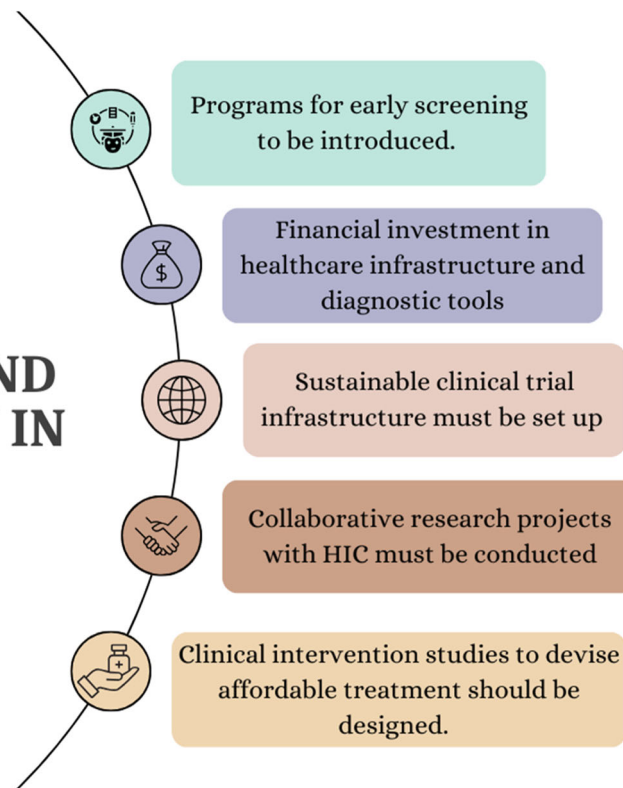 Programs for early screening
to be introduced.
Financial investment in
healthcare infrastructure and
diagnostic tools
ND
IN
Sustainable clinical trial
infrastructure must be set up
Collaborative research projects
with HIC must be conducted
Clinical intervention studies to devise
affordable treatment should be
designed.
$